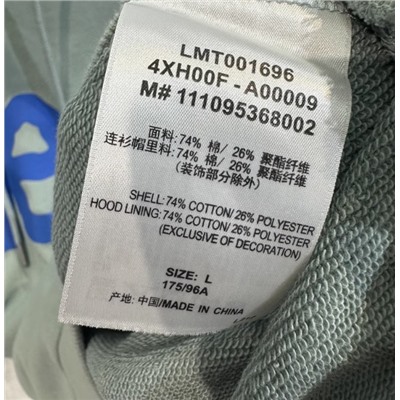 LMT001696
4XH00F - A00009
M# 111095368002
面料: 74% 棉/ 26% 聚酯纤维
连衫帽里料: 74% 棉/ 26% 聚酯纤维
(装饰部分除外)
SHELL: 74% COTTON/ 26% POLYESTER
HOOD LINING: 74% COTTON/ 26% POLYESTER
(EXCLUSIVE OF DECORATION)
SIZE: L
175/96A
产地: 中国/MADE IN CHINA